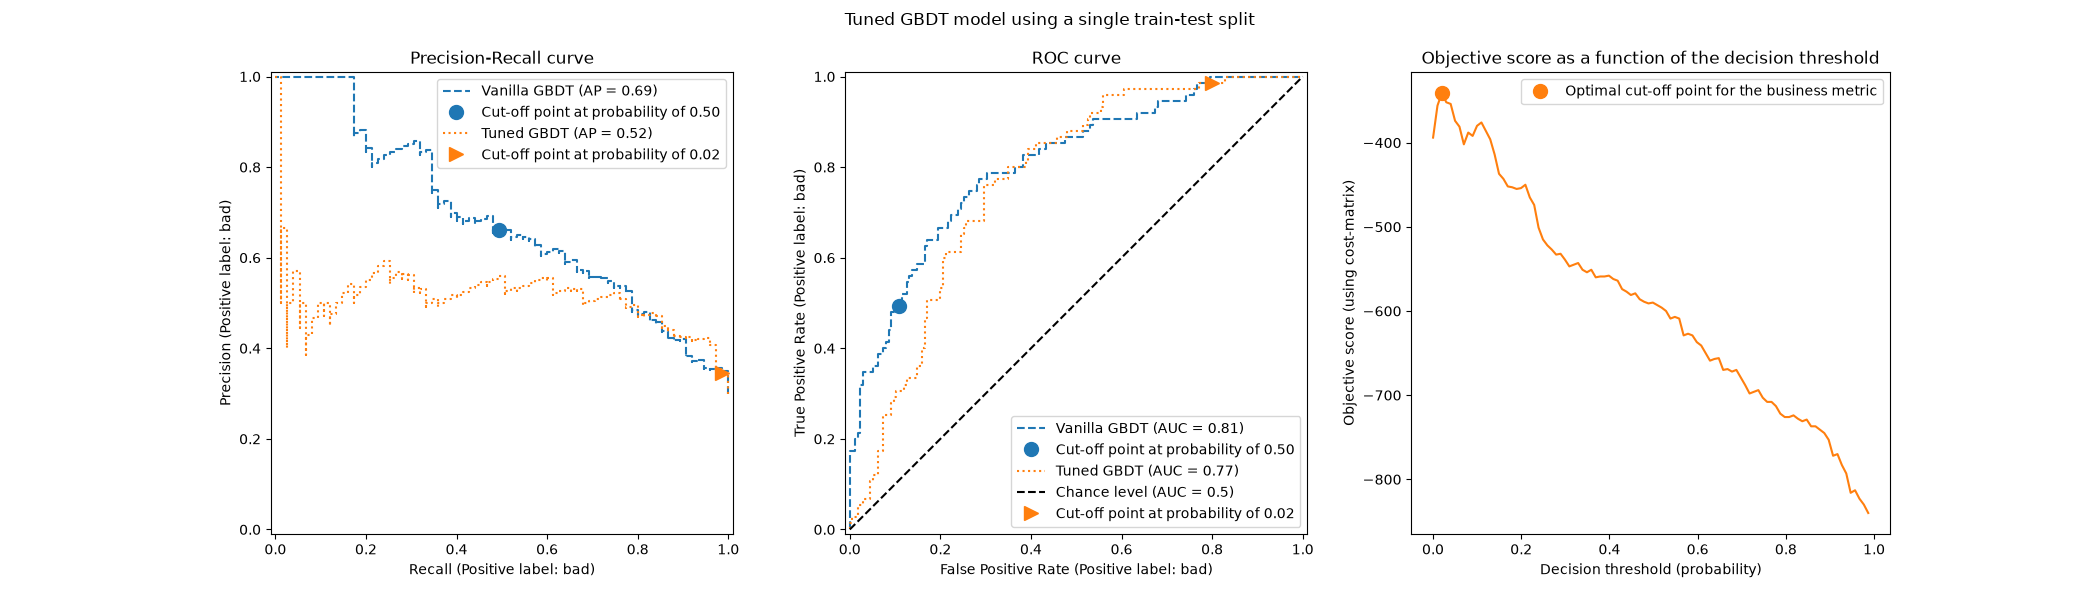 Tuned GBDT model using a single train-test split
Precision-Recall curve
Precision (Positive label: bad)
1.0
0.8
0.6
0.4
0.2
0.0
Vanilla GBDT (AP = 0.69)
Cut-off point at probability of 0.50
Tuned GBDT (AP = 0.52)
Cut-off point at probability of 0.02
0.0 0.2 0.4 0.6 0.8 1.0
Recall (Positive label: bad)
ROC curve
True Positive Rate (Positive label: bad)
1.0
0.8
0.6
0.4
0.2
0.0
Vanilla GBDT (AUC = 0.81)
Cut-off point at probability of 0.50
Tuned GBDT (AUC = 0.77)
Chance level (AUC = 0.5)
Cut-off point at probability of 0.02
0.0 0.2 0.4 0.6 0.8 1.0
False Positive Rate (Positive label: bad)
Objective score as a function of the decision threshold
Objective score (using cost-matrix)
Optimal cut-off point for the business metric
−400
−500
−600
−700
−800
0.0 0.2 0.4 0.6 0.8 1.0
Decision threshold (probability)